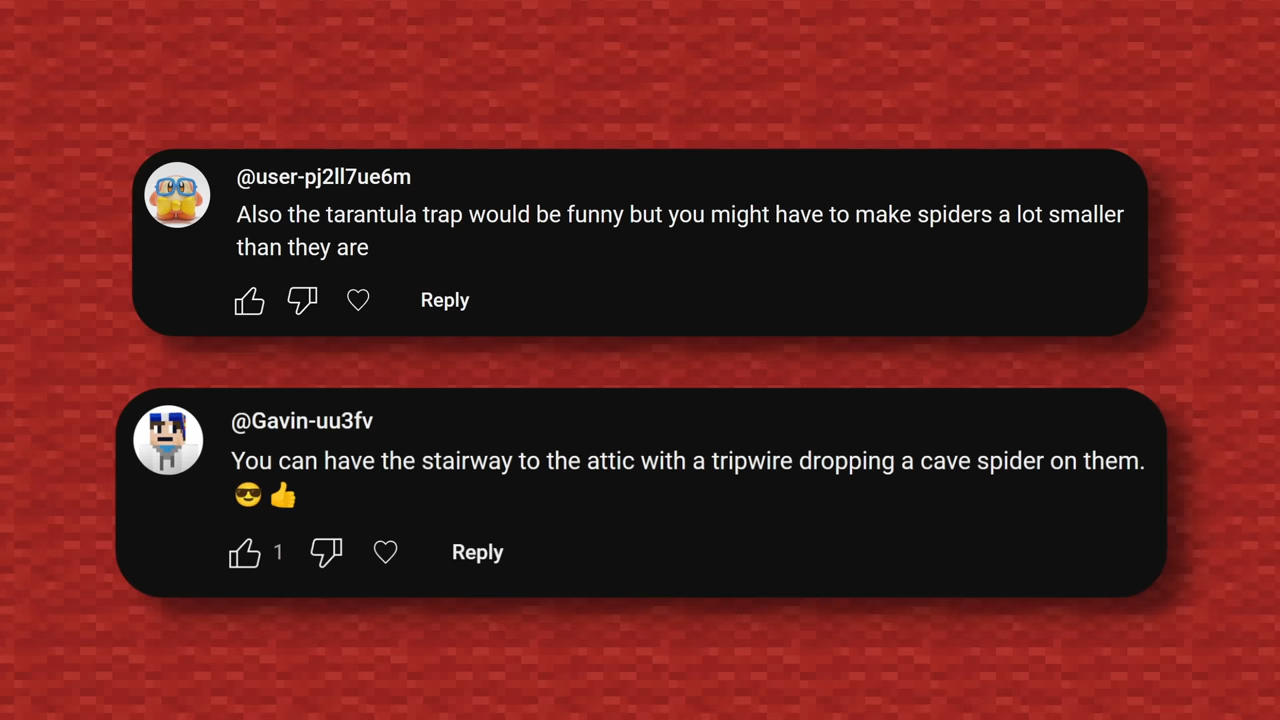 @user-pj2ll7ue6m
Also the tarantula trap would be funny but you might have to make spiders a lot smaller
than they are
Reply
@Gavin-uu3fv
You can have the stairway to the attic with a tripwire dropping a cave spider on them.
😎 👍
1 Reply